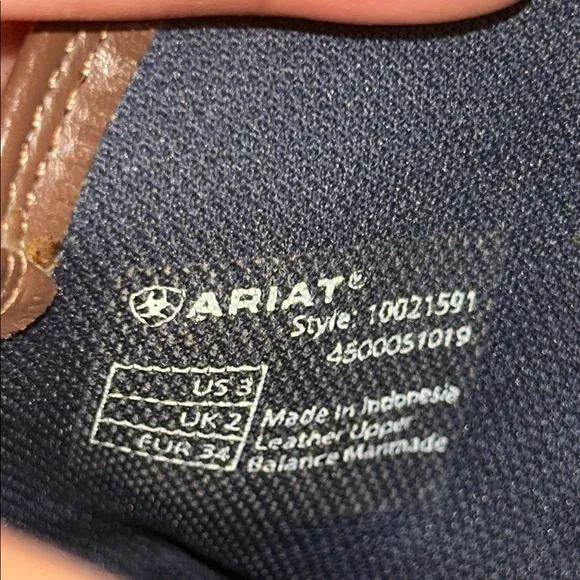 ARIAT®
Style: 10021591
4500051019
US 3
UK 2
EUR 34
Made in Indonesia
Leather Upper
Balance Manmade